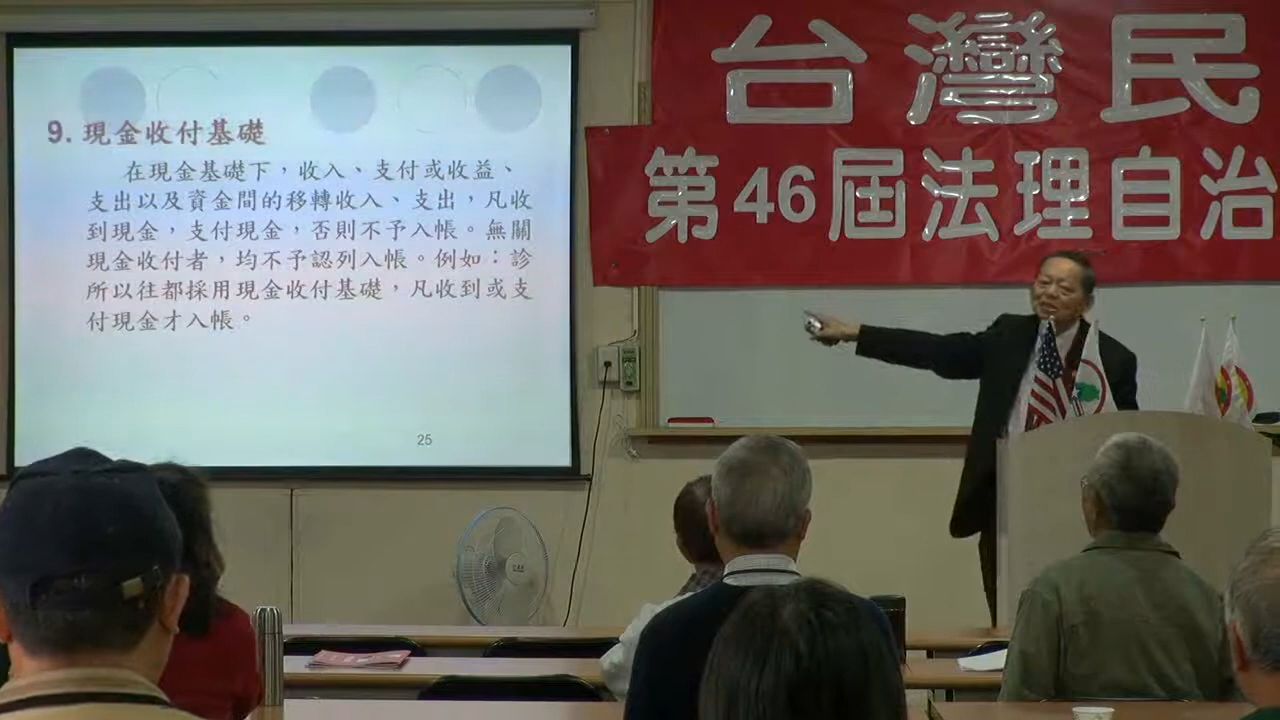 9. 現金收付基礎
在現金基礎下，收入、支付或收益、
支出以及資金間的移轉收入、支出，凡收
到現金，支付現金，否則不予入帳。無關
現金收付者，均不予認列入帳。例如：診
所以往都採用現金收付基礎，凡收到或支
付現金才入帳。
25
台灣民
第46屆法理自治